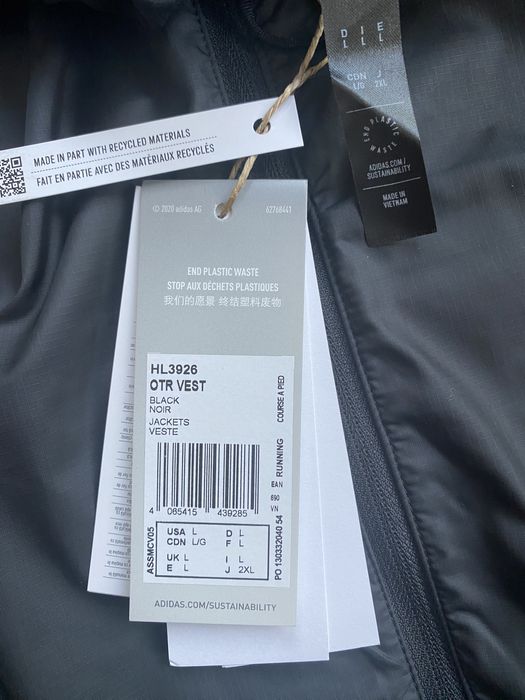 D I E
L L L
CDN J
L/G 2XL
END PLASTIC WASTE
ADIDAS.COM/
SUSTAINABILITY
MADE IN
VIETNAM
MADE IN PART WITH RECYCLED MATERIALS
FAIT EN PARTIE AVEC DES MATÉRIAUX RECYCLÉS
© 2020 adidas AG 62768441
END PLASTIC WASTE
STOP AUX DÉCHETS PLASTIQUES
我们的愿景 终结塑料废物
HL3926
OTR VEST
BLACK
NOIR
JACKETS
VESTE
4 065415 439285
USA L D L
CDN L/G F L
UK L I L
E L J 2XL
ASSMCV05
RUNNING COURSE A PIED
EAN
690
VN
PO 130332040 54
ADIDAS.COM/SUSTAINABILITY